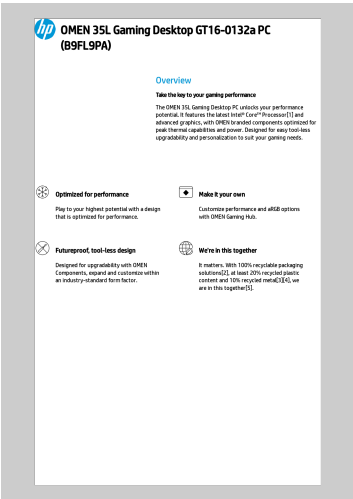 hp
OMEN 35L Gaming Desktop GT16-0132a PC
(B9FL9PA)
Overview
Take the key to your gaming performance
The OMEN 35L Gaming Desktop PC unlocks your performance
potential. It features the latest Intel® Core™ Processor[1] and
advanced graphics, with OMEN branded components optimized for
peak thermal capabilities and power. Designed for easy tool-less
upgradability and personalization to suit your gaming needs.
Optimized for performance
Play to your highest potential with a design
that is optimized for performance.
Make it your own
Customize performance and aRGB options
with OMEN Gaming Hub.
Futureproof, tool-less design
Designed for upgradability with OMEN
Components, expand and customize within
an industry-standard form factor.
We're in this together
It matters. With 100% recyclable packaging
solutions[2], at least 20% recycled plastic
content and 10% recycled metal[3][4], we
are in this together[5].